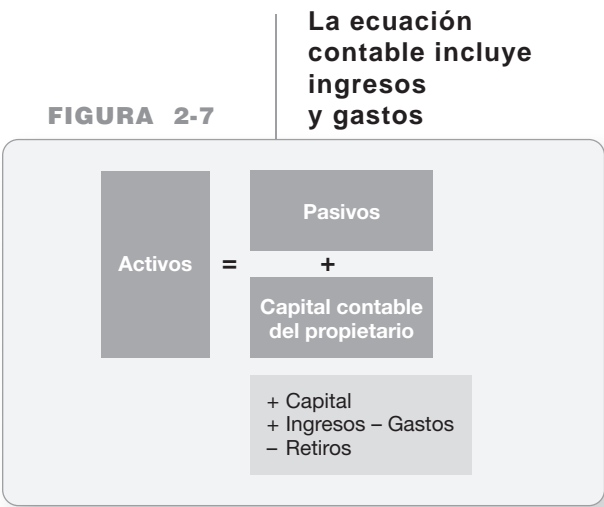 La ecuación
contable incluye
ingresos
y gastos
FIGURA 2-7
Pasivos
Activos = +
Capital contable
del propietario
+ Capital
+ Ingresos – Gastos
– Retiros